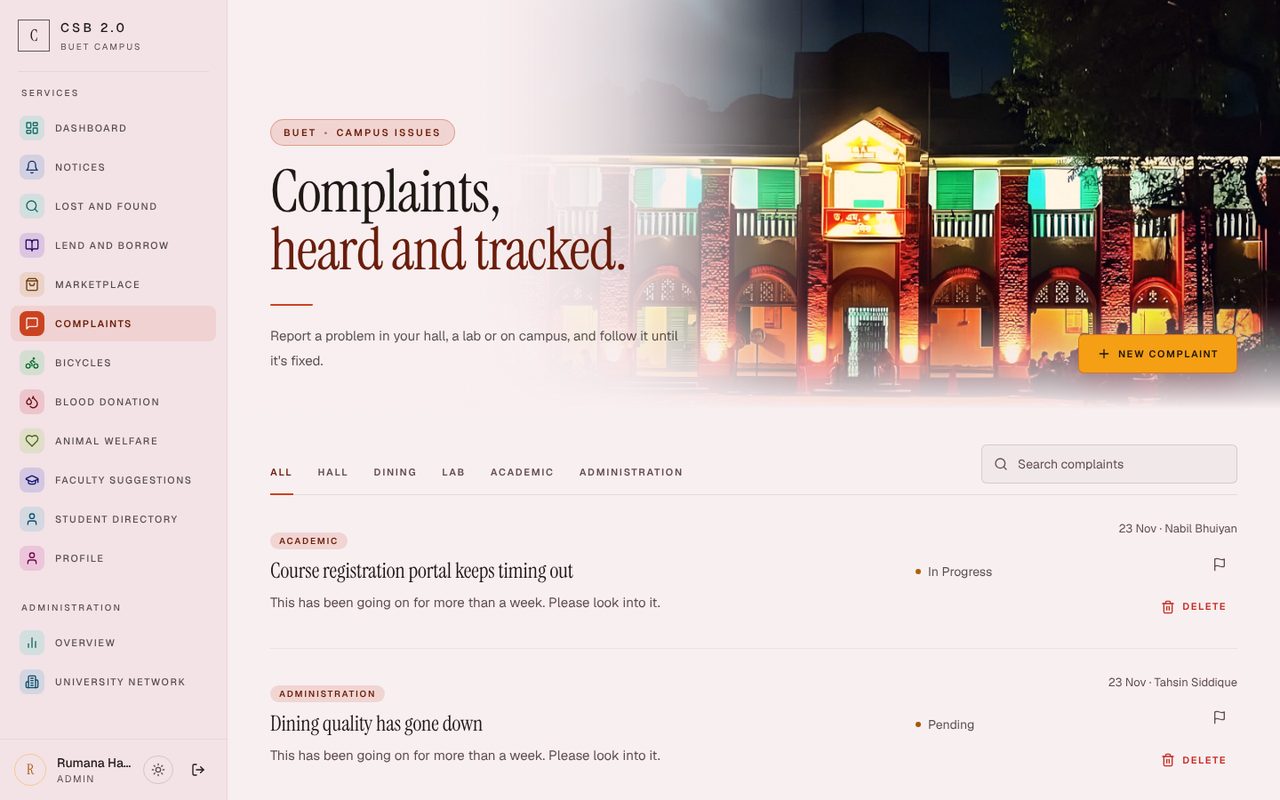 C
CSB 2.0
BUET CAMPUS
SERVICES
DASHBOARD
NOTICES
LOST AND FOUND
LEND AND BORROW
MARKETPLACE
COMPLAINTS
BICYCLES
BLOOD DONATION
ANIMAL WELFARE
FACULTY SUGGESTIONS
STUDENT DIRECTORY
PROFILE
ADMINISTRATION
OVERVIEW
UNIVERSITY NETWORK
R
Rumana Ha...
ADMIN
BUET • CAMPUS ISSUES
Complaints,
heard and tracked.
Report a problem in your hall, a lab or on campus, and follow it until
it's fixed.
NEW COMPLAINT
ALL HALL DINING LAB ACADEMIC ADMINISTRATION
Search complaints
ACADEMIC
23 Nov · Nabil Bhuiyan
Course registration portal keeps timing out
In Progress
This has been going on for more than a week. Please look into it.
DELETE
ADMINISTRATION
23 Nov · Tahsin Siddique
Dining quality has gone down
Pending
This has been going on for more than a week. Please look into it.
DELETE